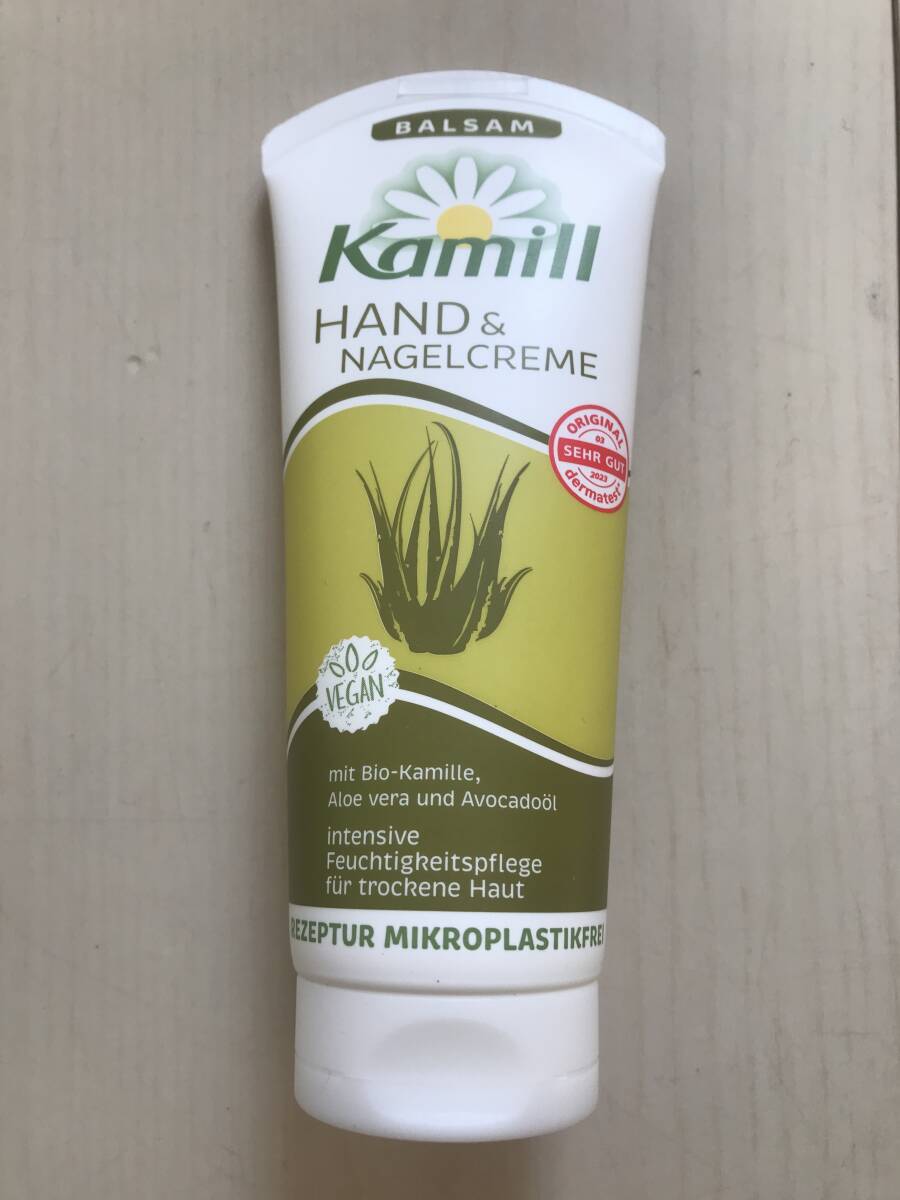 BALSAM
Kamill
HAND &
NAGELCREME
ORIGINAL
03
SEHR GUT
2023
dermatest
VEGAN
mit Bio-Kamille,
Aloe vera und Avocadoöl
intensive
Feuchtigkeitspflege
für trockene Haut
REZEPTUR MIKROPLASTIKFREI